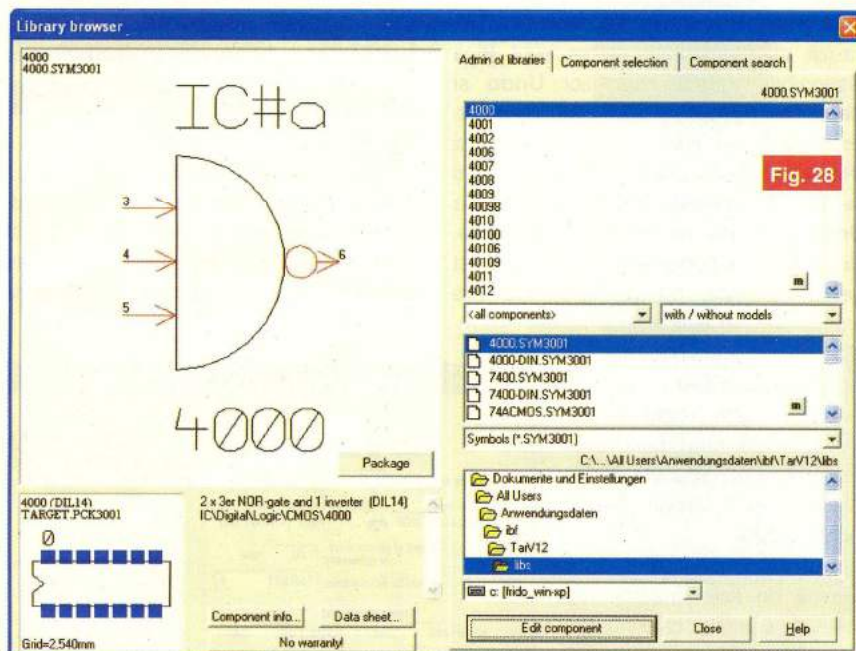 Library browser
4000
4000.SYM3001
IC#a
3
4
5
6
4000
Package
4000 (DIL14)
TARGET.PCK3001
0
Grid=2.540mm
2 x 3er NOR-gate and 1 inverter (DIL14)
IC\Digital\Logic\CMOS\4000
Component info...
Data sheet...
No warranty!
Admin of libraries
Component selection
Component search
4000.SYM3001
4000
4001
4002
4006
4007
4008
4009
40098
4010
40100
40106
40109
4011
4012
Fig. 28
m
<all components>
with / without models
4000.SYM3001
4000-DIN.SYM3001
7400.SYM3001
7400-DIN.SYM3001
74ACMOS.SYM3001
m
Symbols (*.SYM3001)
C:\...\All Users\Anwendungsdaten\ibf\TarV12\libs
Dokumente und Einstellungen
All Users
Anwendungsdaten
ibf
TarV12
libs
c: [frido_win-xp]
Edit component
Close
Help